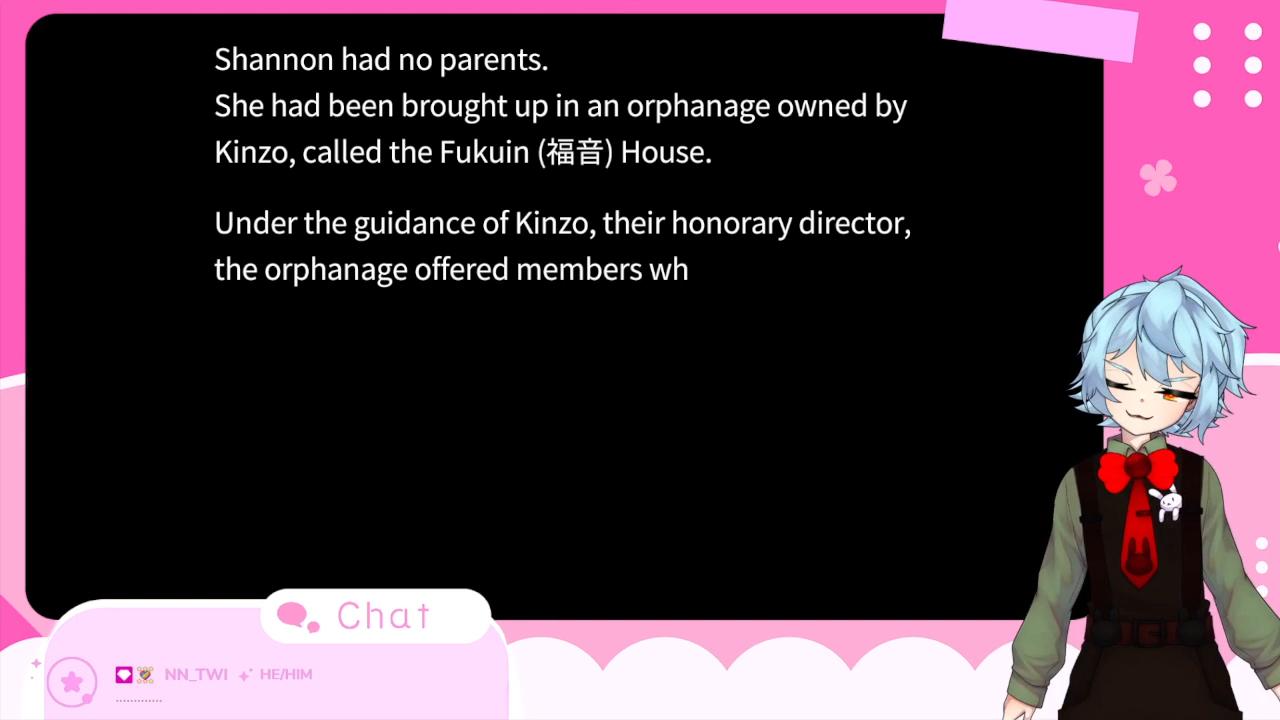 Shannon had no parents.
She had been brought up in an orphanage owned by
Kinzo, called the Fukuin (福音) House.
Under the guidance of Kinzo, their honorary director,
the orphanage offered members wh
Chat
NN_TWI HE/HIM
.............